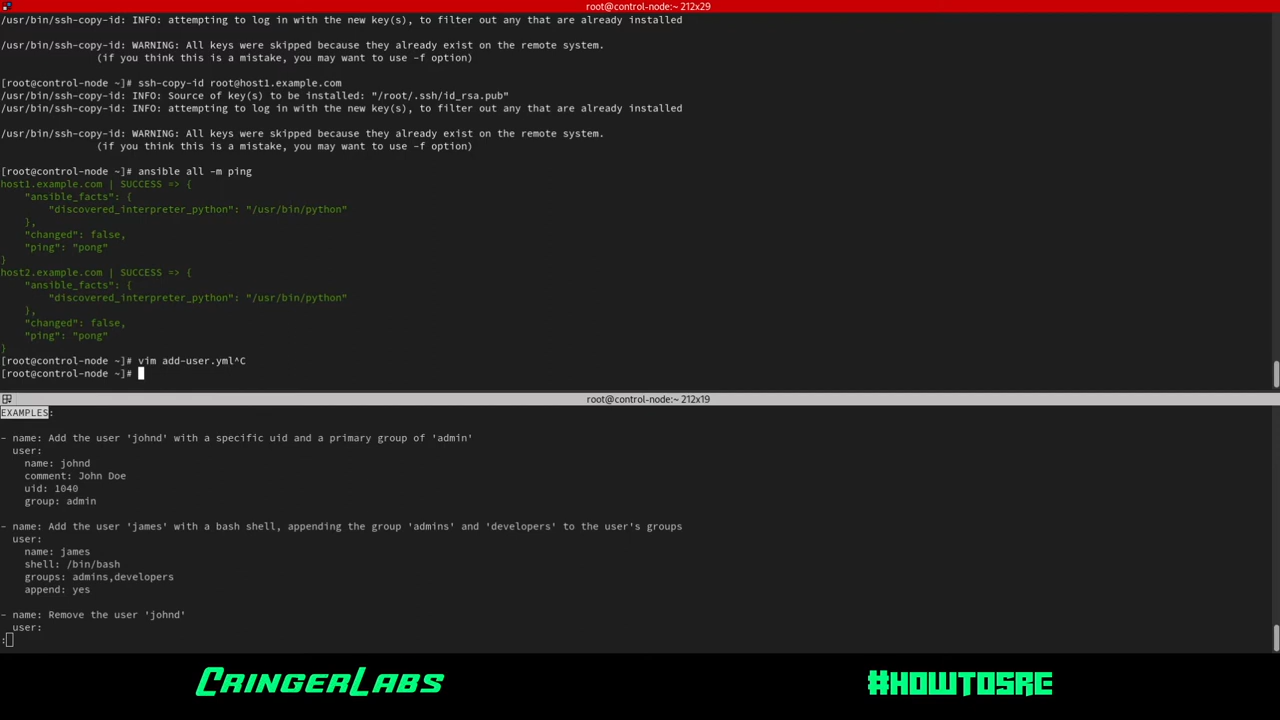 root@control-node:~ 212x29
/usr/bin/ssh-copy-id: INFO: attempting to log in with the new key(s), to filter out any that are already installed
/usr/bin/ssh-copy-id: WARNING: All keys were skipped because they already exist on the remote system.
(if you think this is a mistake, you may want to use -f option)
[root@control-node ~]# ssh-copy-id root@host1.example.com
/usr/bin/ssh-copy-id: INFO: Source of key(s) to be installed: "/root/.ssh/id_rsa.pub"
/usr/bin/ssh-copy-id: INFO: attempting to log in with the new key(s), to filter out any that are already installed
/usr/bin/ssh-copy-id: WARNING: All keys were skipped because they already exist on the remote system.
(if you think this is a mistake, you may want to use -f option)
[root@control-node ~]# ansible all -m ping
host1.example.com | SUCCESS => {
"ansible_facts": {
"discovered_interpreter_python": "/usr/bin/python"
},
"changed": false,
"ping": "pong"
}
host2.example.com | SUCCESS => {
"ansible_facts": {
"discovered_interpreter_python": "/usr/bin/python"
},
"changed": false,
"ping": "pong"
}
[root@control-node ~]# vim add-user.yml^C
[root@control-node ~]#
root@control-node:~ 212x19
EXAMPLES:
- name: Add the user 'johnd' with a specific uid and a primary group of 'admin'
user:
name: johnd
comment: John Doe
uid: 1040
group: admin
- name: Add the user 'james' with a bash shell, appending the group 'admins' and 'developers' to the user's groups
user:
name: james
shell: /bin/bash
groups: admins,developers
append: yes
- name: Remove the user 'johnd'
user:
:
CringerLabs
#HOWTOSRE